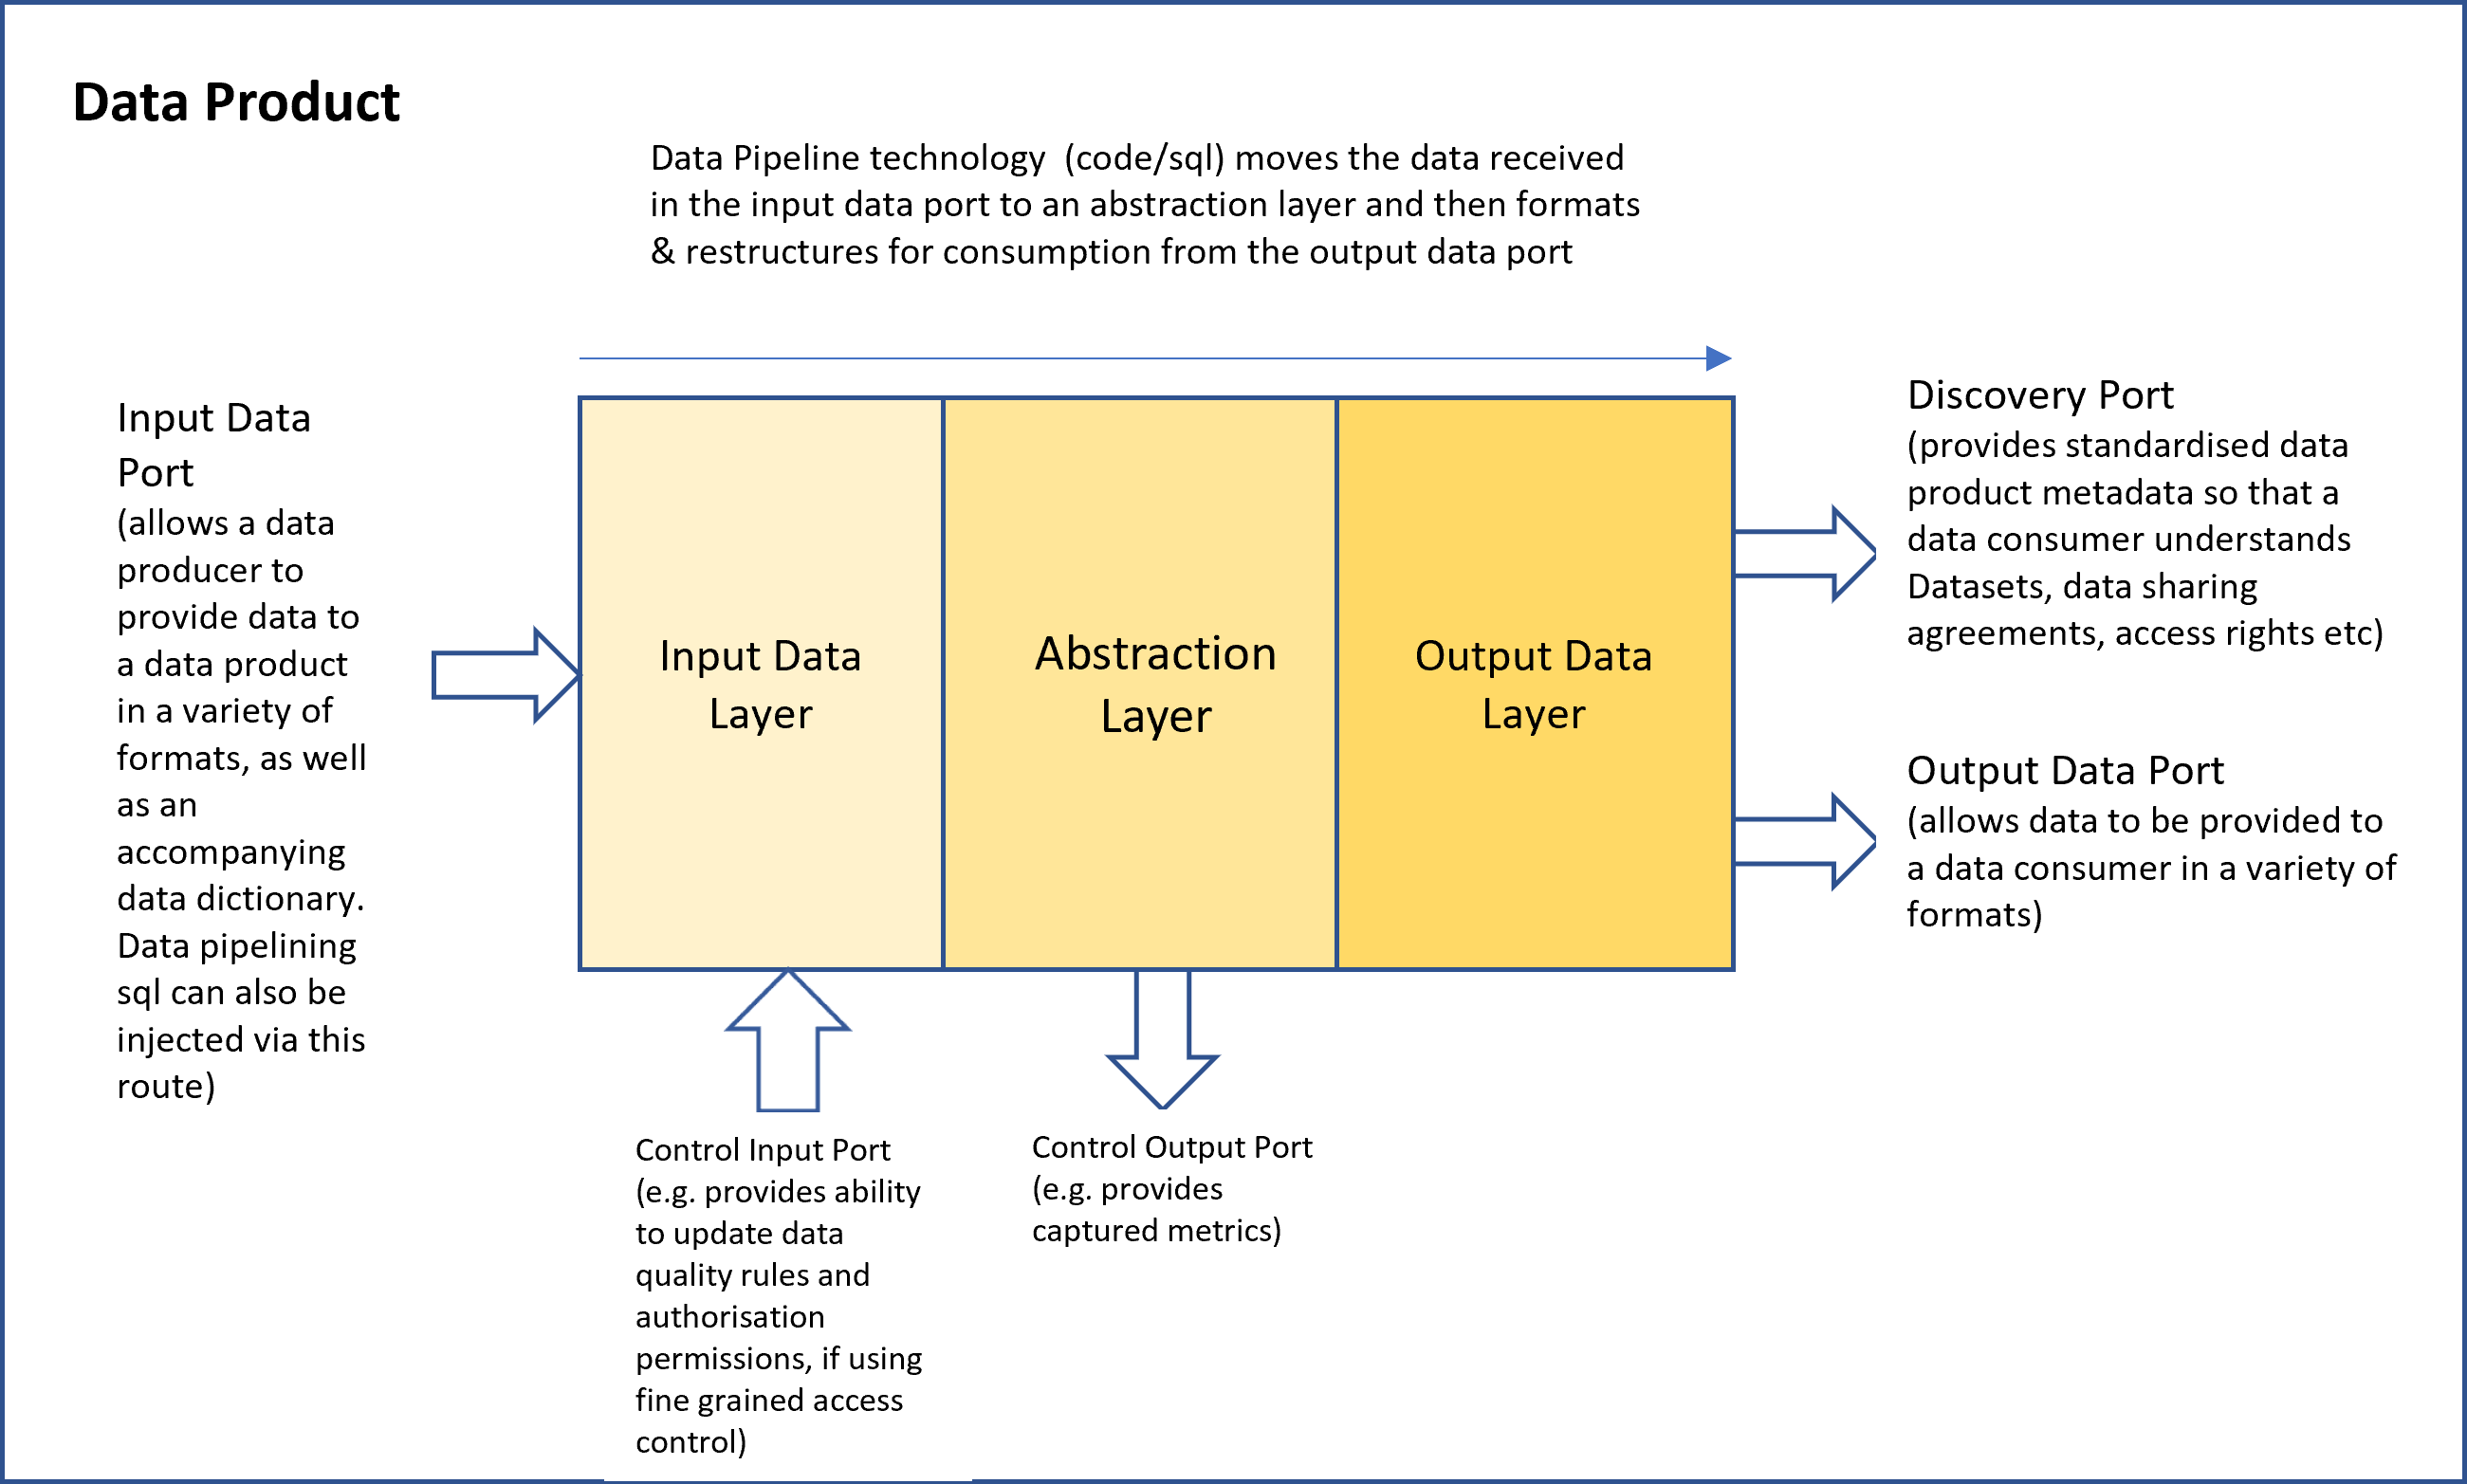 Data Product
Data Pipeline technology  (code/sql) moves the data received
in the input data port to an abstraction layer and then formats
& restructures for consumption from the output data port
Input Data
Port
(allows a data
producer to
provide data to
a data product
in a variety of
formats, as well
as an
accompanying
data dictionary.
Data pipelining
sql can also be
injected via this
route)
Input Data
Layer
Abstraction
Layer
Output Data
Layer
Discovery Port
(provides standardised data
product metadata so that a
data consumer understands
Datasets, data sharing
agreements, access rights etc)
Output Data Port
(allows data to be provided to
a data consumer in a variety of
formats)
Control Input Port
(e.g. provides ability
to update data
quality rules and
authorisation
permissions, if using
fine grained access
control)
Control Output Port
(e.g. provides
captured metrics)